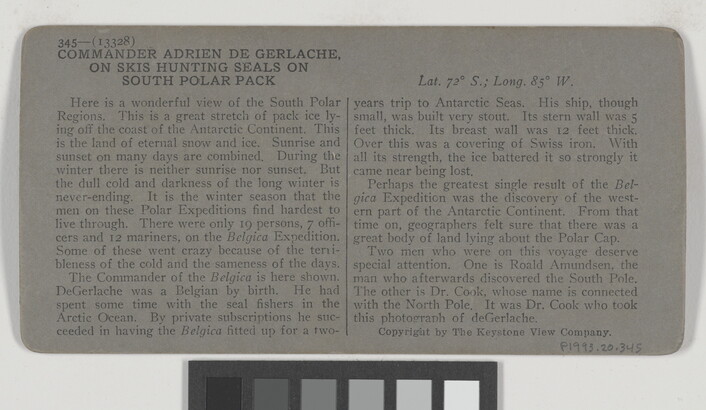 345—(13328)
COMMANDER ADRIEN DE GERLACHE,
ON SKIS HUNTING SEALS ON
SOUTH POLAR PACK
Here is a wonderful view of the South Polar
Regions. This is a great stretch of pack ice ly-
ing off the coast of the Antarctic Continent. This
is the land of eternal snow and ice. Sunrise and
sunset on many days are combined. During the
winter there is neither sunrise nor sunset. But
the dull cold and darkness of the long winter is
never-ending. It is the winter season that the
men on these Polar Expeditions find hardest to
live through. There were only 19 persons, 7 offi-
cers and 12 mariners, on the Belgica Expedition.
Some of these went crazy because of the terri-
bleness of the cold and the sameness of the days.
The Commander of the Belgica is here shown.
DeGerlache was a Belgian by birth. He had
spent some time with the seal fishers in the
Arctic Ocean. By private subscriptions he suc-
ceeded in having the Belgica fitted up for a two-
Lat. 72° S.; Long. 85° W.
years trip to Antarctic Seas. His ship, though
small, was built very stout. Its stern wall was 5
feet thick. Its breast wall was 12 feet thick.
Over this was a covering of Swiss iron. With
all its strength, the ice battered it so strongly it
came near being lost.
Perhaps the greatest single result of the Bel-
gica Expedition was the discovery of the west-
ern part of the Antarctic Continent. From that
time on, geographers felt sure that there was a
great body of land lying about the Polar Cap.
Two men who were on this voyage deserve
special attention. One is Roald Amundsen, the
man who afterwards discovered the South Pole.
The other is Dr. Cook, whose name is connected
with the North Pole. It was Dr. Cook who took
this photograph of deGerlache.
Copyright by The Keystone View Company.
P1993.20.345